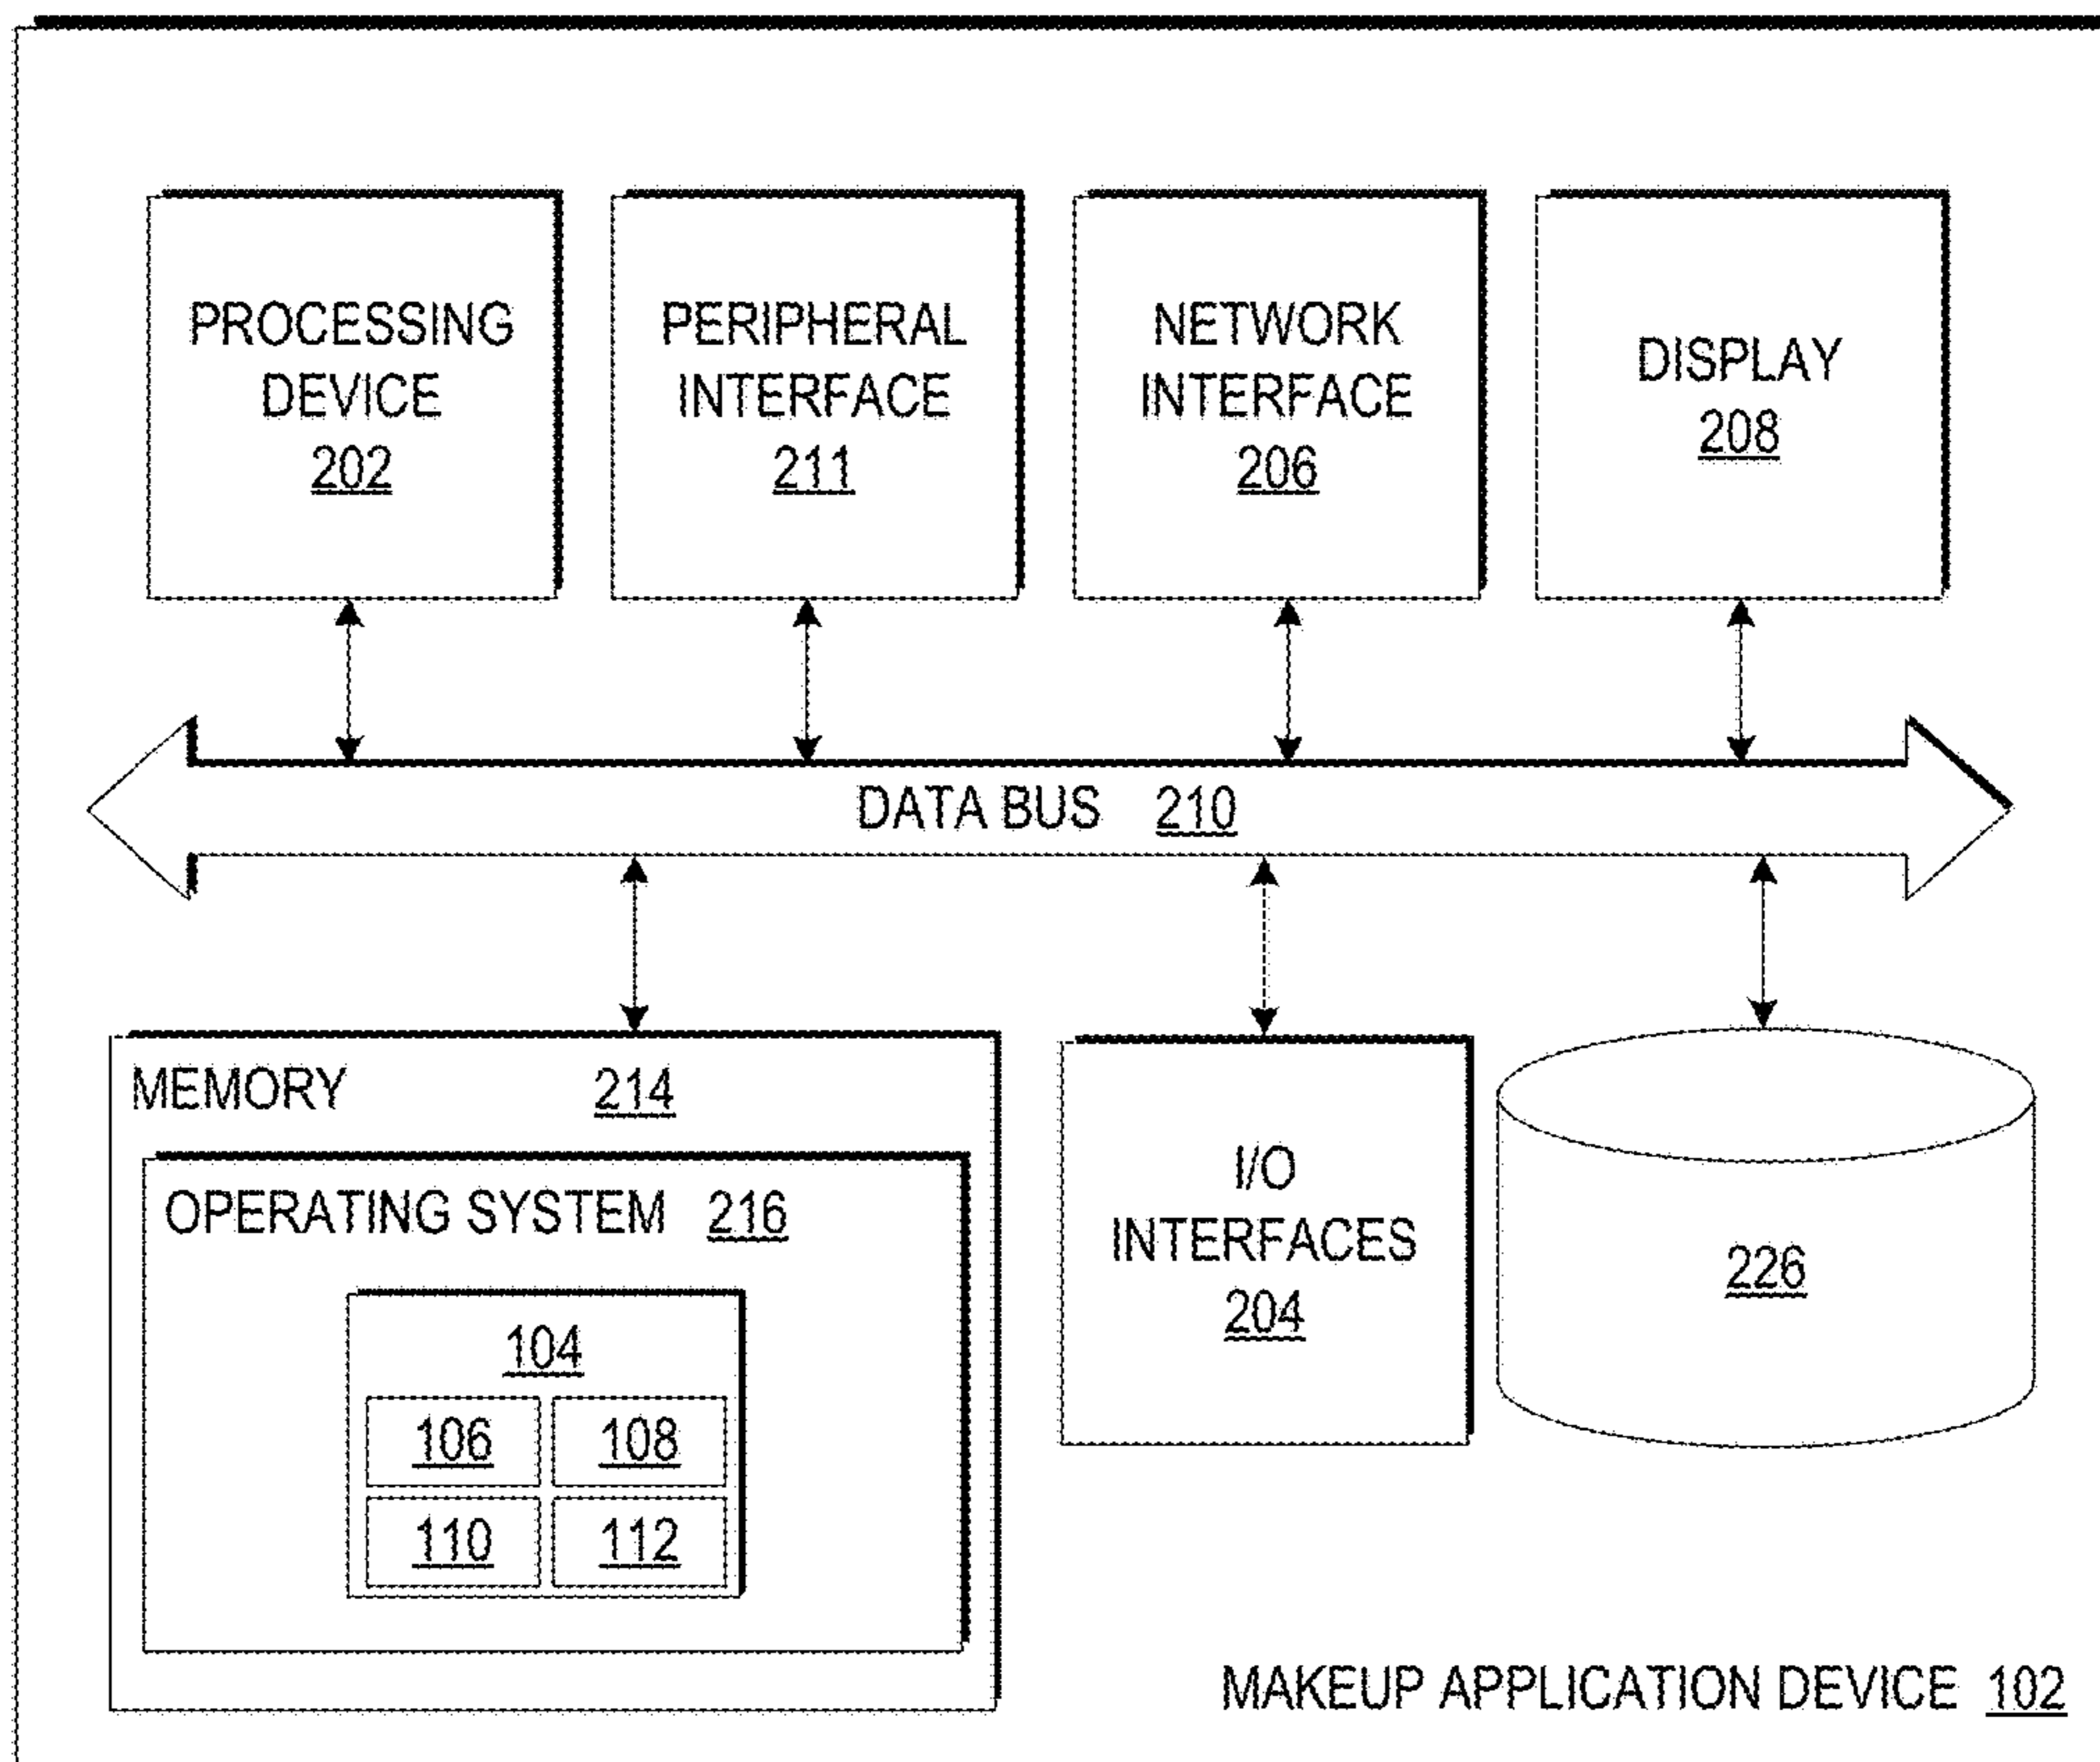 PROCESSING
DEVICE
202
PERIPHERAL
INTERFACE
211
NETWORK
INTERFACE
206
DISPLAY
208
DATA BUS 210
MEMORY 214
OPERATING SYSTEM 216
104
106 108
110 112
I/O
INTERFACES
204
226
MAKEUP APPLICATION DEVICE 102